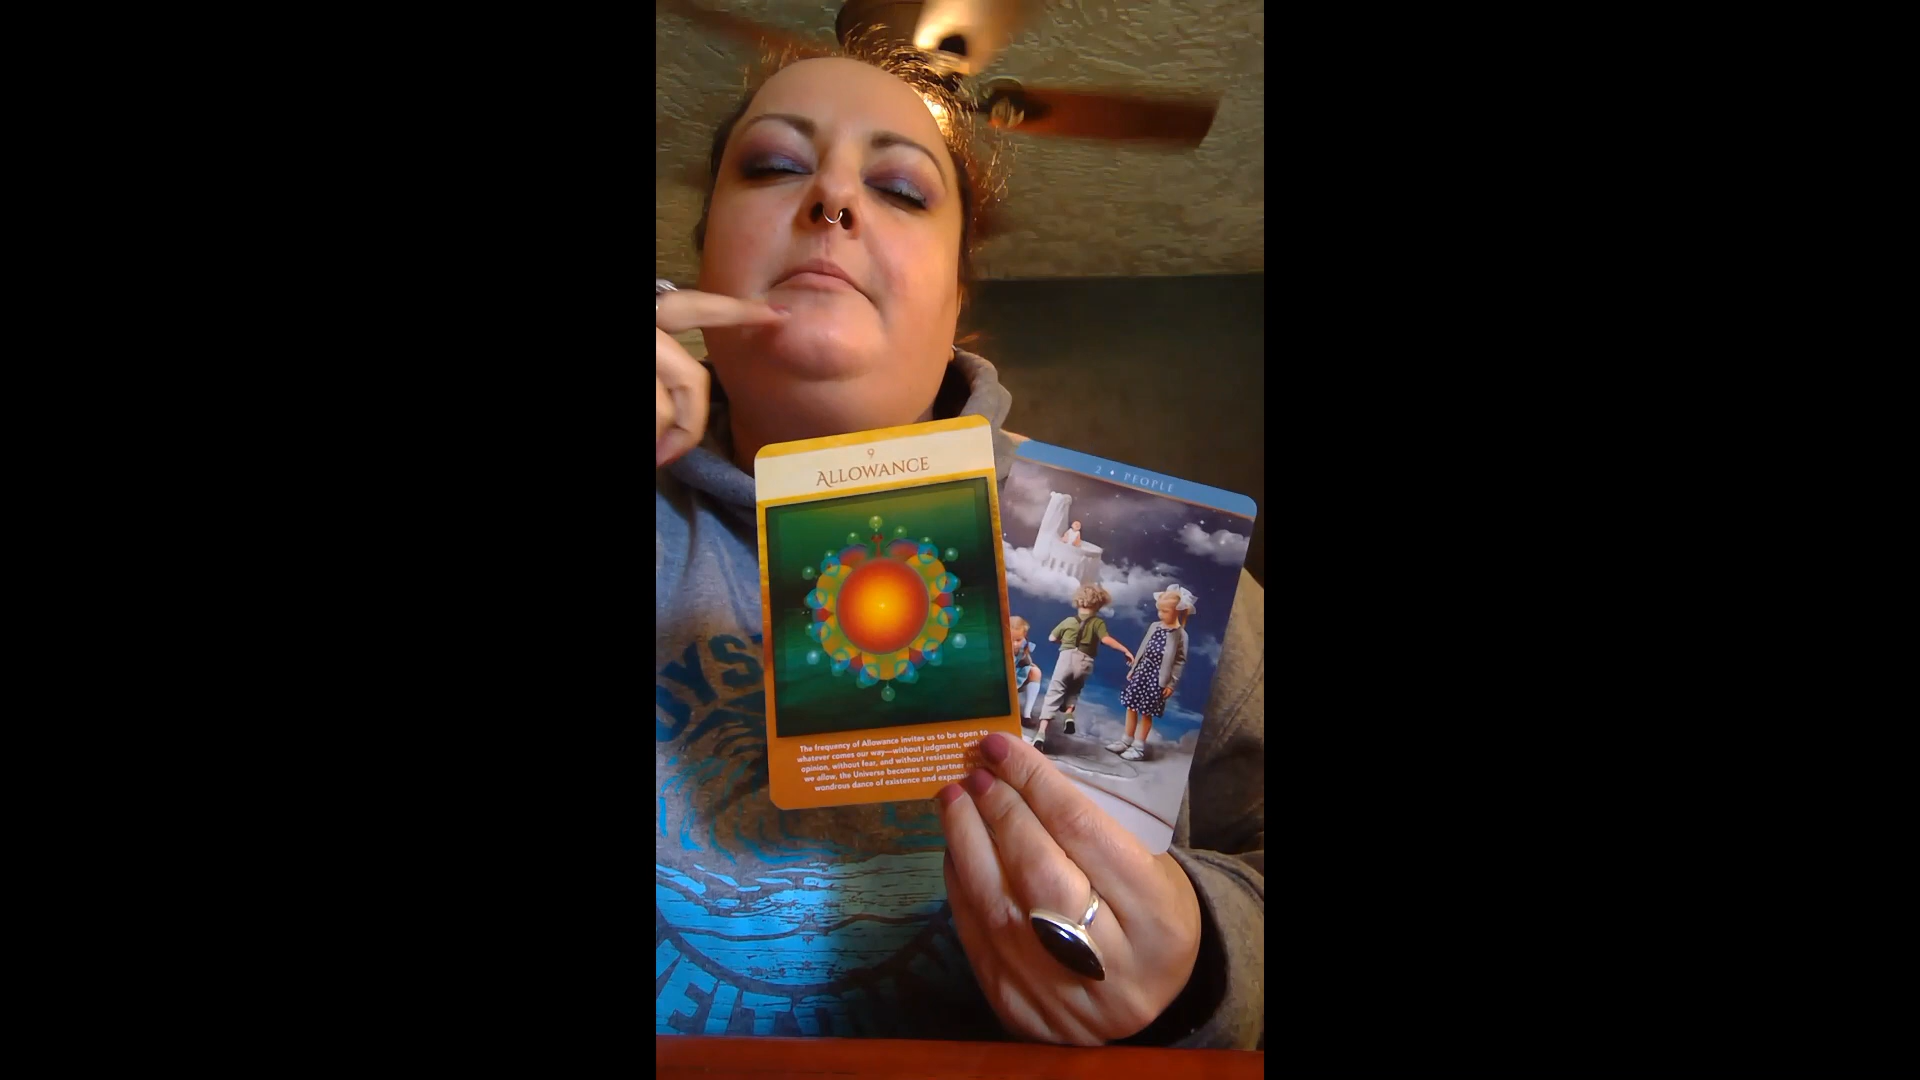 9
ALLOWANCE
2 ♦ PEOPLE
The frequency of Allowance invites us to be open to
whatever comes our way—without judgment,
opinion, without fear, and without resistance.
we allow, the Universe becomes our partner
wondrous dance of existence and